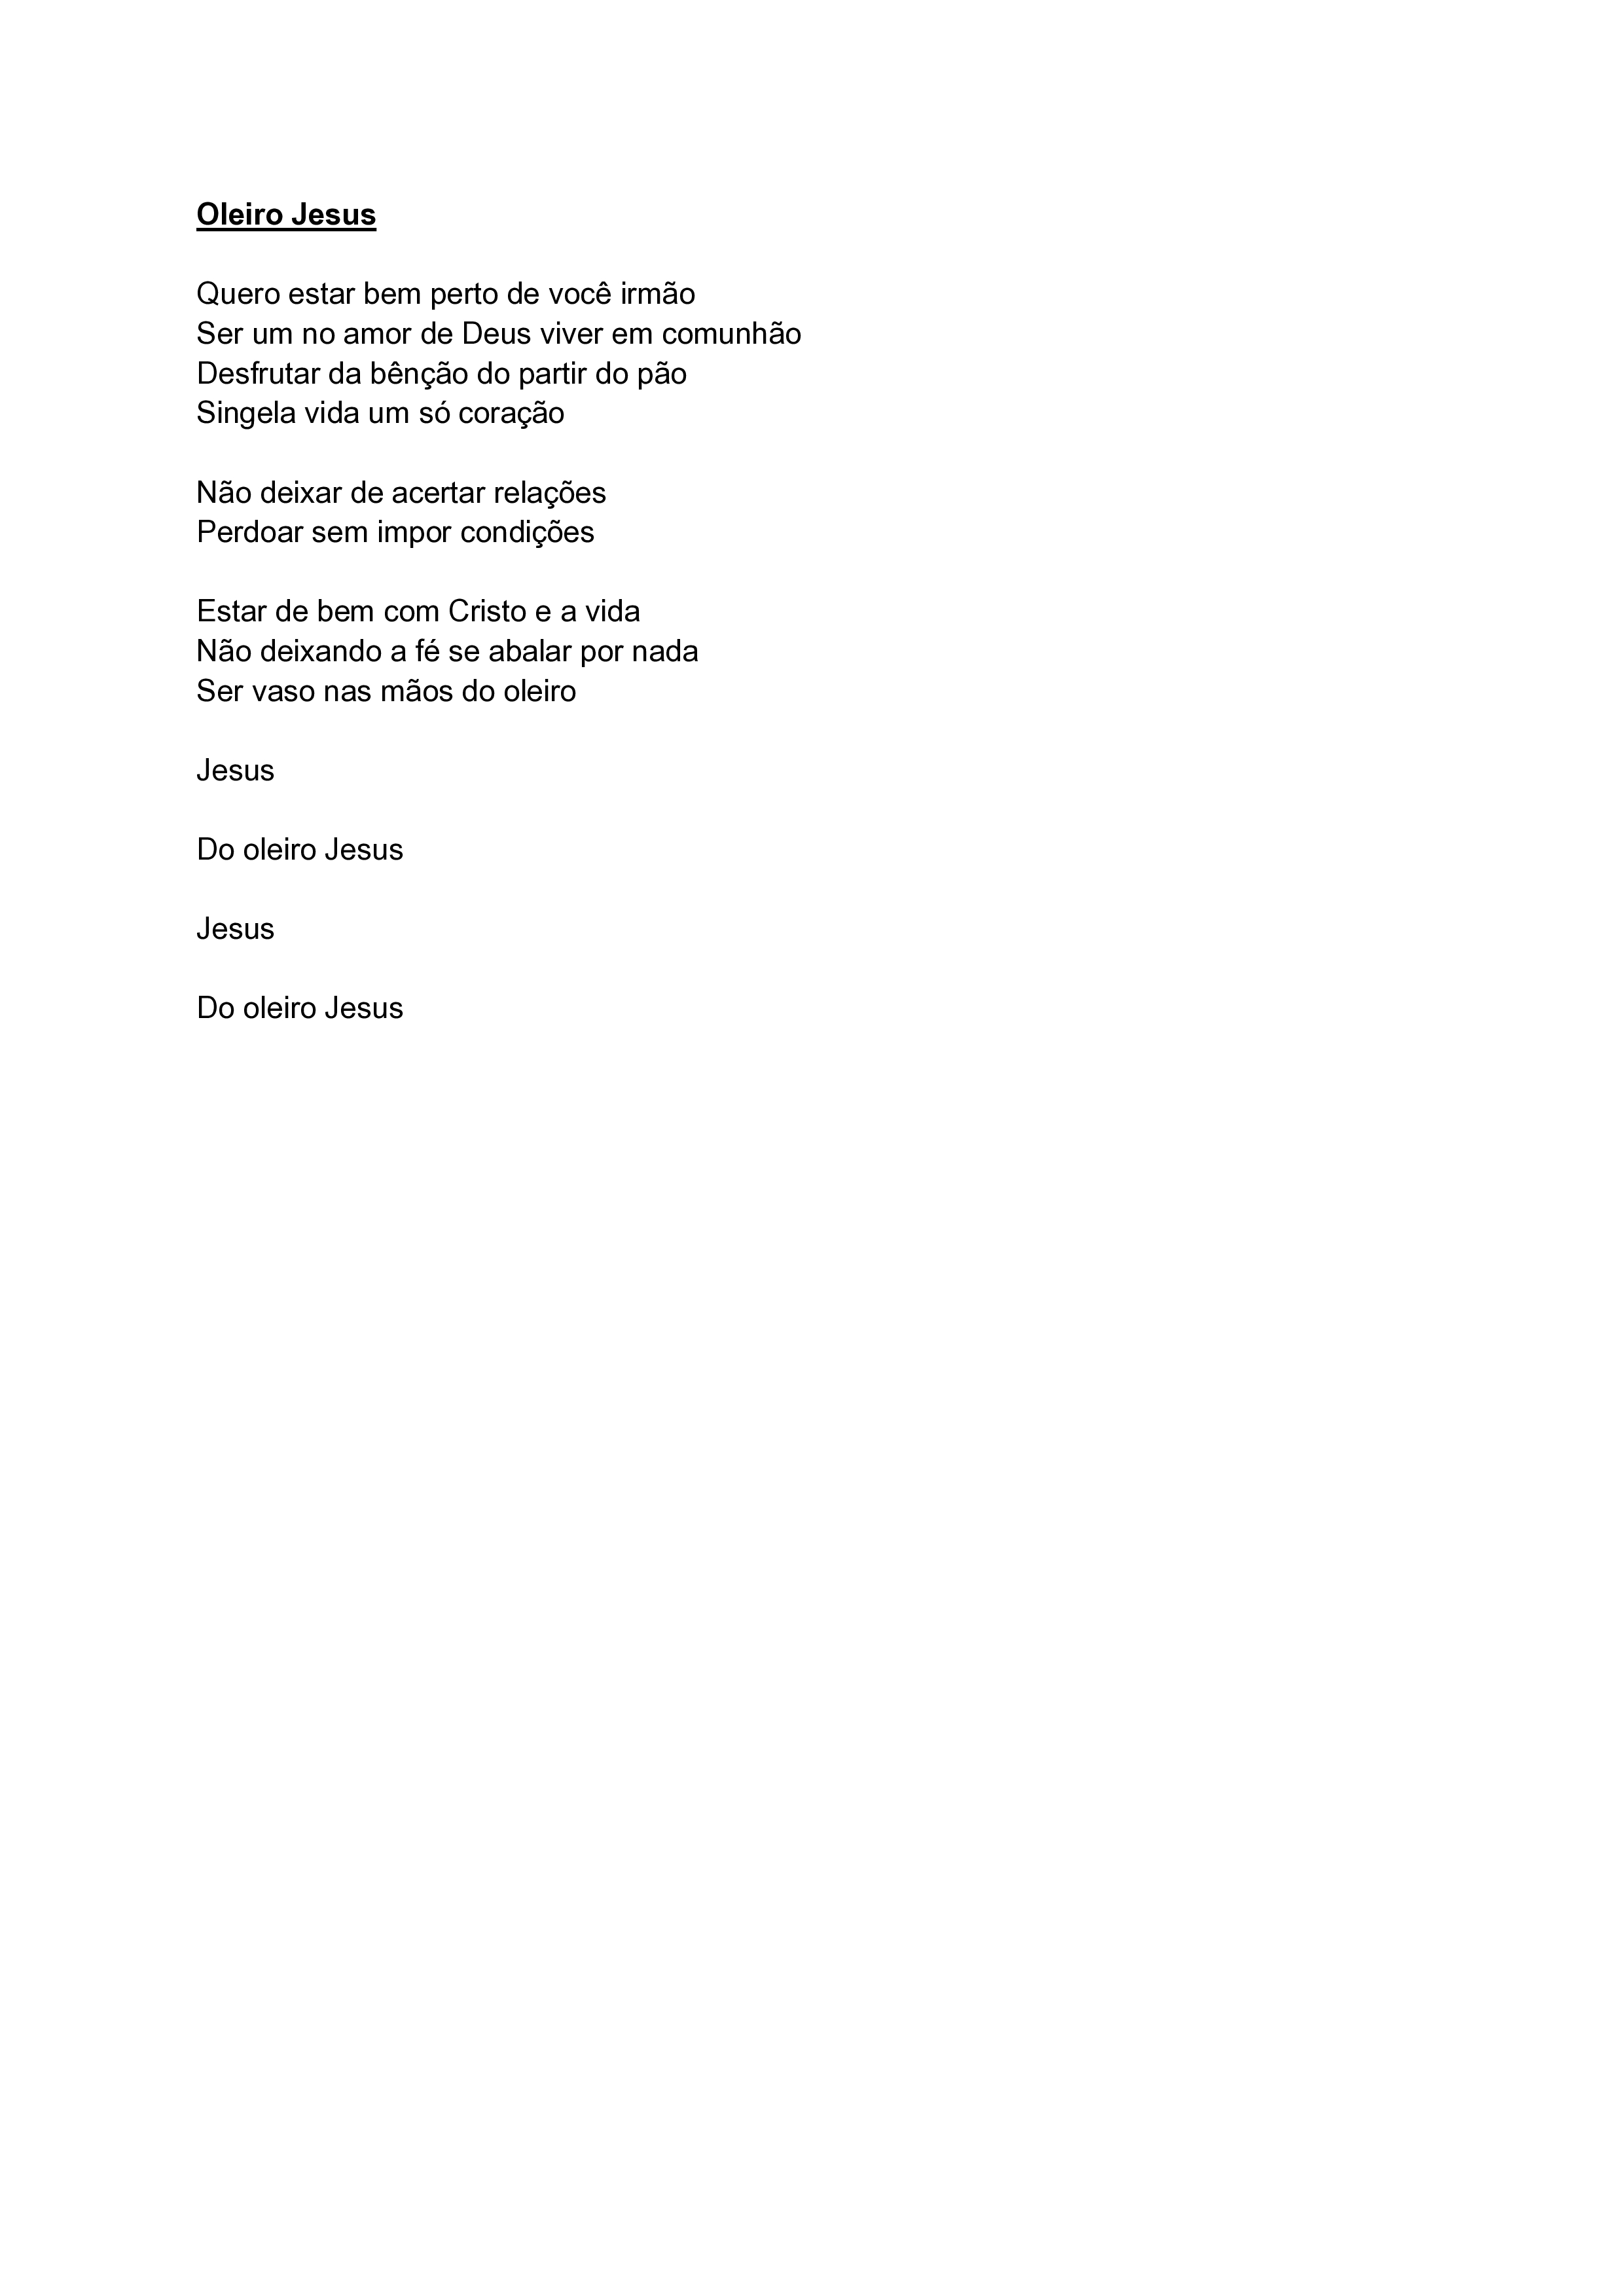 Oleiro Jesus
Quero estar bem perto de você irmão
Ser um no amor de Deus viver em comunhão
Desfrutar da bênção do partir do pão
Singela vida um só coração
Não deixar de acertar relações
Perdoar sem impor condições
Estar de bem com Cristo e a vida
Não deixando a fé se abalar por nada
Ser vaso nas mãos do oleiro
Jesus
Do oleiro Jesus
Jesus
Do oleiro Jesus